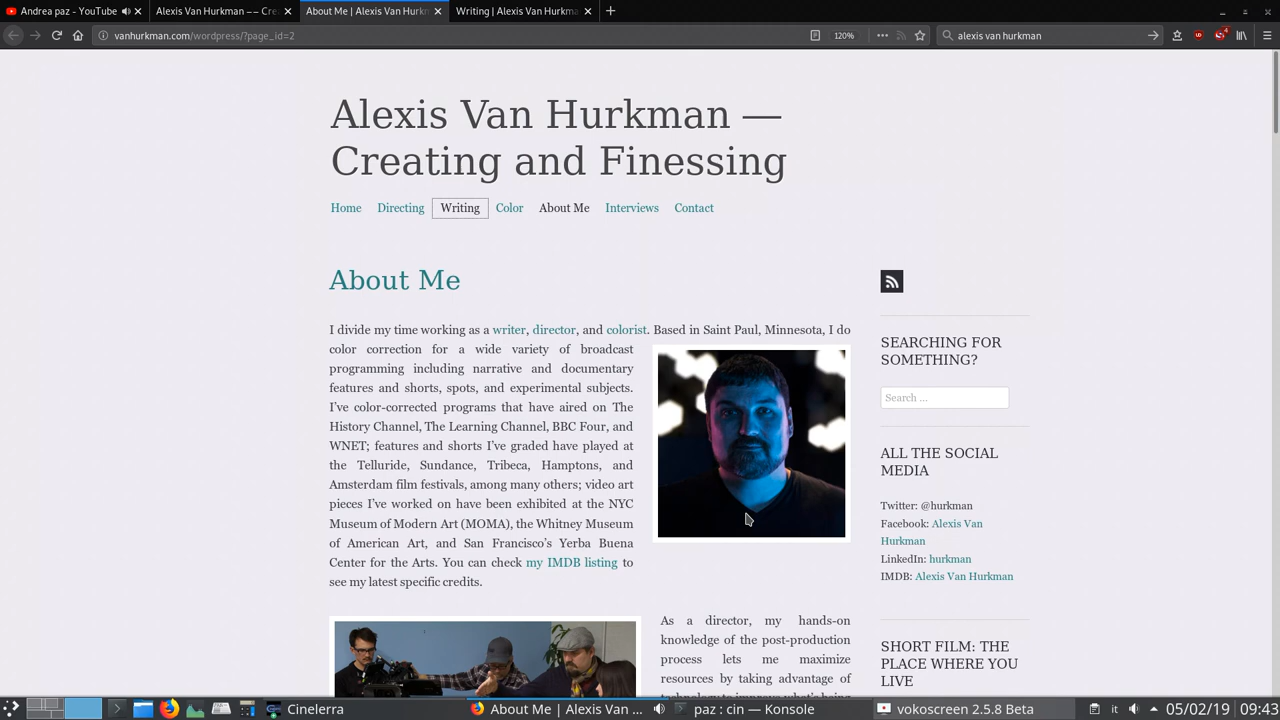 Andrea paz - YouTube
Alexis Van Hurkman –– Cre
About Me | Alexis Van Hurkn
Writing | Alexis Van Hurkma
vanhurkman.com/wordpress/?page_id=2
120%
alexis van hurkman
Alexis Van Hurkman —
Creating and Finessing
Home Directing Writing Color About Me Interviews Contact
About Me
I divide my time working as a writer, director, and colorist. Based in Saint Paul, Minnesota, I do
color correction for a wide variety of broadcast
programming including narrative and documentary
features and shorts, spots, and experimental subjects.
I've color-corrected programs that have aired on The
History Channel, The Learning Channel, BBC Four, and
WNET; features and shorts I've graded have played at
the Telluride, Sundance, Tribeca, Hamptons, and
Amsterdam film festivals, among many others; video art
pieces I've worked on have been exhibited at the NYC
Museum of Modern Art (MOMA), the Whitney Museum
of American Art, and San Francisco's Yerba Buena
Center for the Arts. You can check my IMDB listing to
see my latest specific credits.
As a director, my hands-on
knowledge of the post-production
process lets me maximize
resources by taking advantage of
technology to improve what's being
SEARCHING FOR
SOMETHING?
Search ...
ALL THE SOCIAL
MEDIA
Twitter: @hurkman
Facebook: Alexis Van
Hurkman
LinkedIn: hurkman
IMDB: Alexis Van Hurkman
SHORT FILM: THE
PLACE WHERE YOU
LIVE
Cinelerra
About Me | Alexis Van ...
paz : cin — Konsole
vokoscreen 2.5.8 Beta
it
05/02/19
09:43